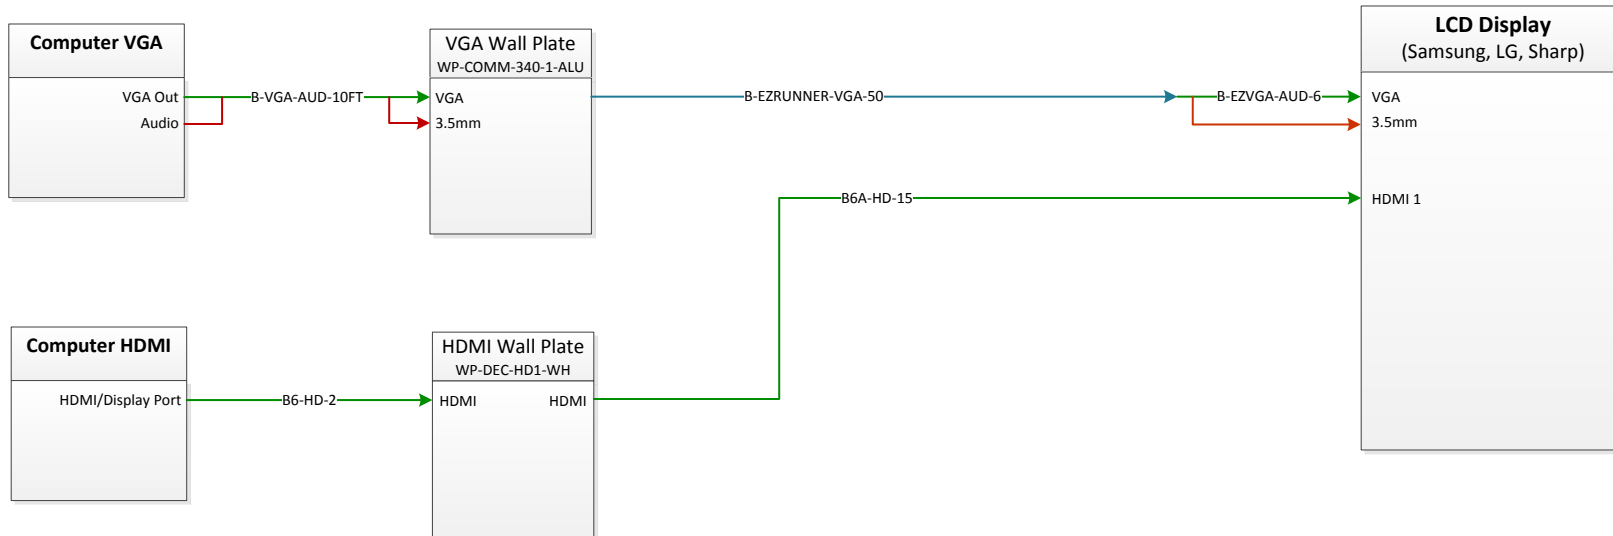 Computer VGA
VGA Out
Audio
B-VGA-AUD-10FT
VGA Wall Plate
WP-COMM-340-1-ALU
VGA
3.5mm
B-EZRUNNER-VGA-50
B-EZVGA-AUD-6
LCD Display
(Samsung, LG, Sharp)
VGA
3.5mm
HDMI 1
B6A-HD-15
Computer HDMI
HDMI/Display Port
B6-HD-2
HDMI Wall Plate
WP-DEC-HD1-WH
HDMI HDMI